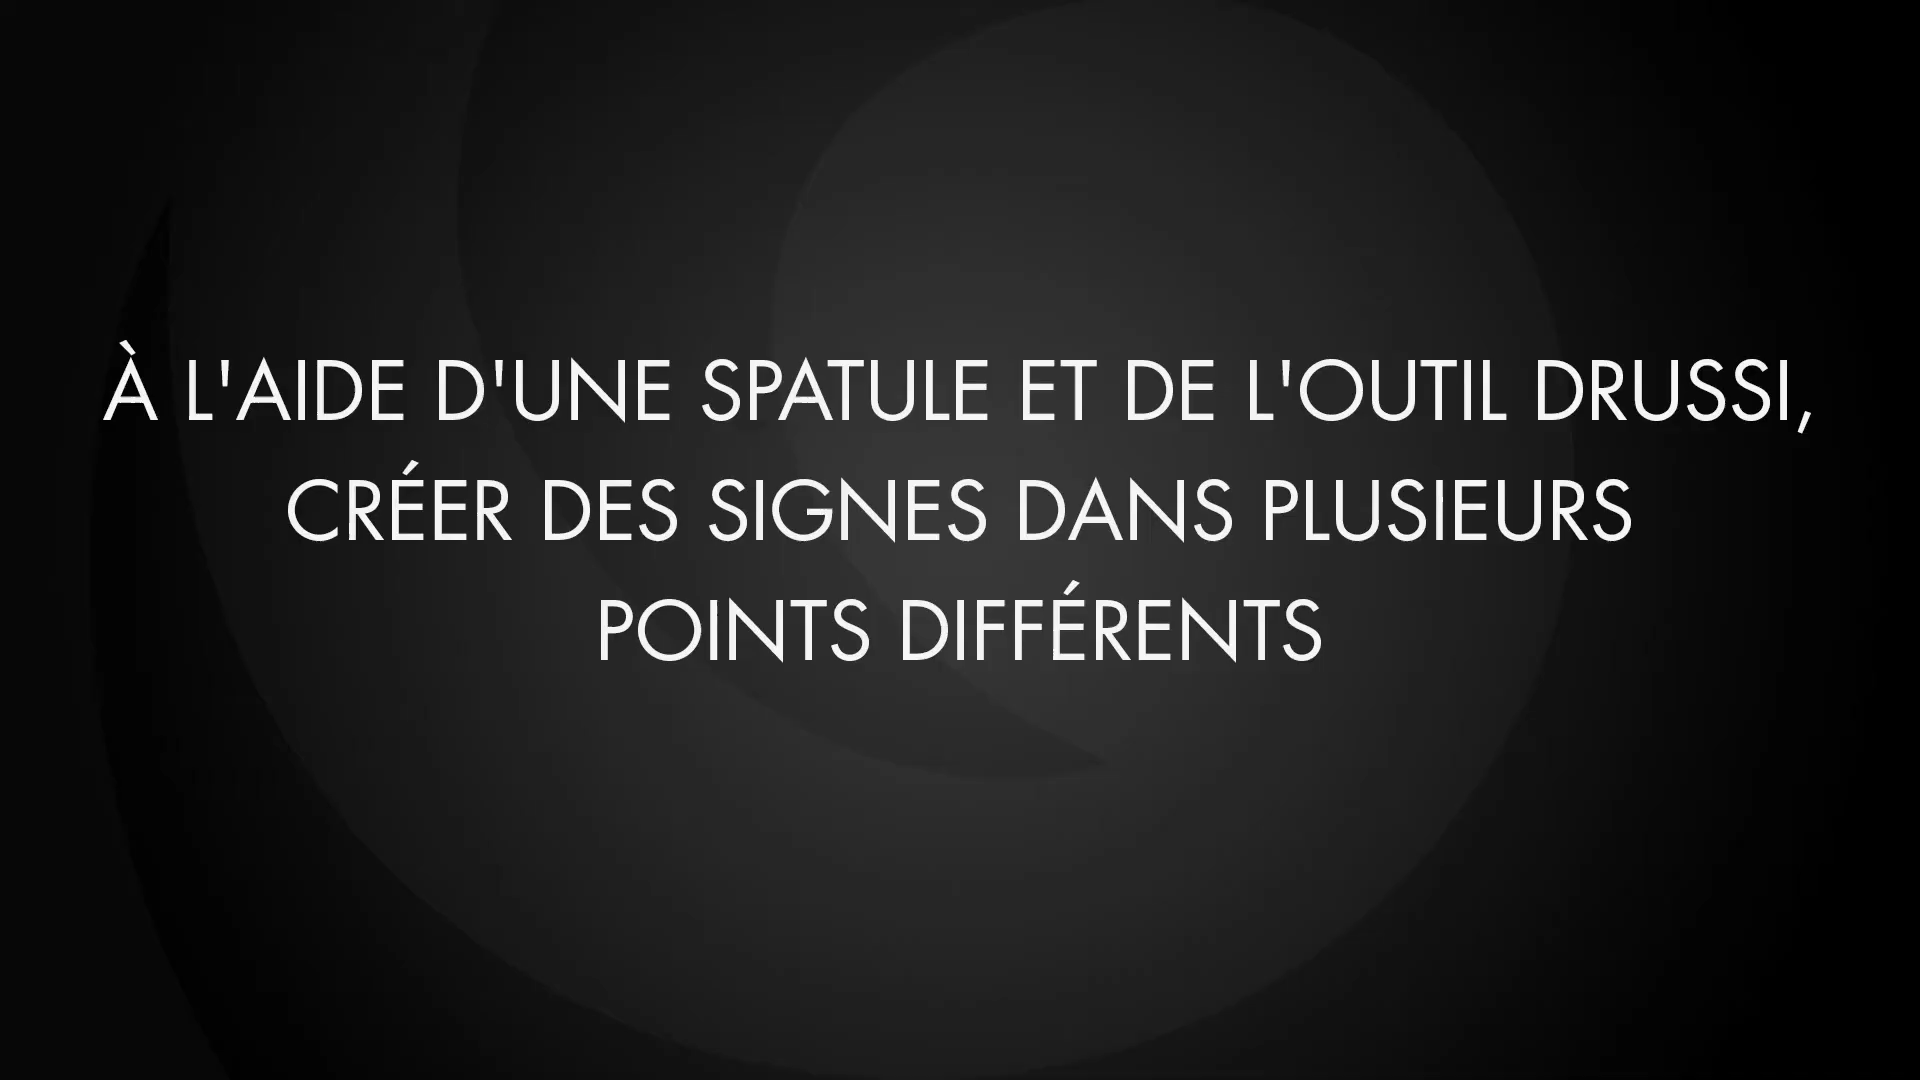 À L'AIDE D'UNE SPATULE ET DE L'OUTIL DRUSSI,
CRÉER DES SIGNES DANS PLUSIEURS
POINTS DIFFÉRENTS